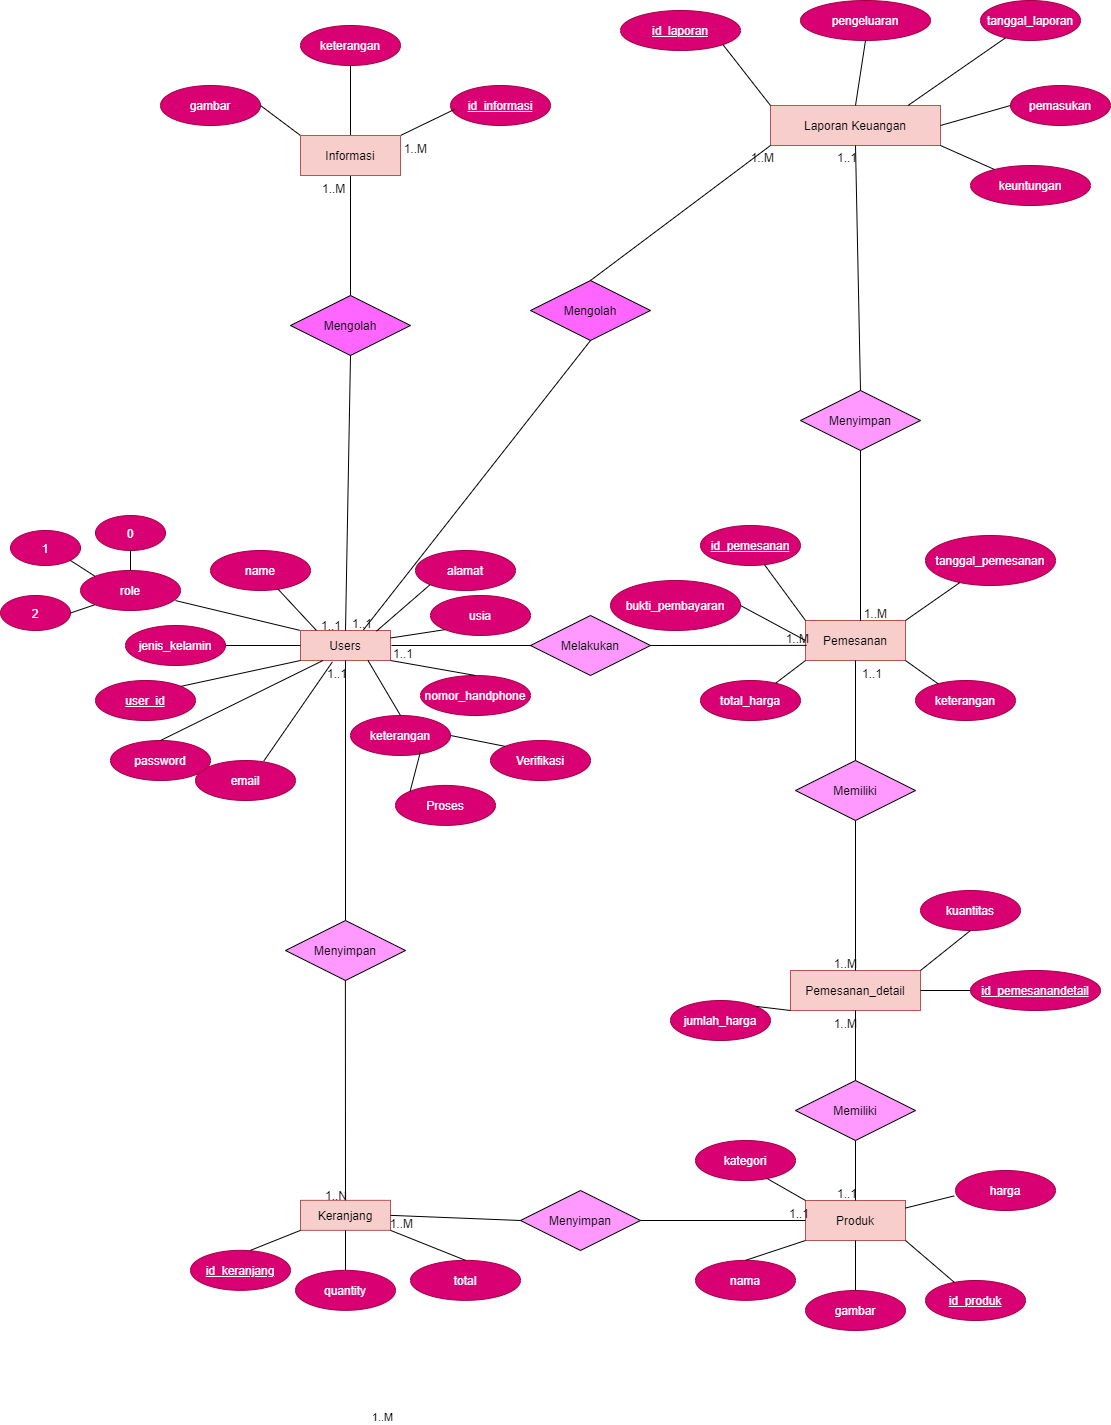 pengeluaran
tanggal_laporan
id_laporan
keterangan
gambar
id_informasi
pemasukan
Laporan Keuangan
Informasi
1..M
1..M
1..1
1..M
keuntungan
Mengolah
Mengolah
Menyimpan
0
1
id_pemesanan
tanggal_pemesanan
name
alamat
role
bukti_pembayaran
2
usia
1..M
1..1
1..1
jenis_kelamin
Users
1..1
Melakukan
1..M
Pemesanan
1..1
1..1
user_id
nomor_handphone
total_harga
keterangan
keterangan
password
email
Verifikasi
Proses
Memiliki
kuantitas
Menyimpan
1..M
Pemesanan_detail
id_pemesanandetail
jumlah_harga
1..M
Memiliki
kategori
harga
1..N
1..1
Keranjang
1..M
Menyimpan
1..1
Produk
id_keranjang
quantity
total
nama
gambar
id_produk
1..M